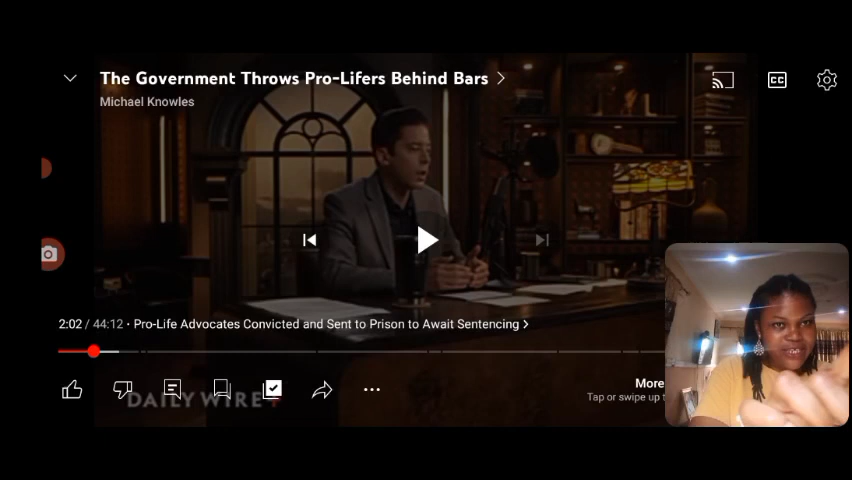 The Government Throws Pro-Lifers Behind Bars
Michael Knowles
CC
2:02 / 44:12 • Pro-Life Advocates Convicted and Sent to Prison to Await Sentencing
DAILY WIRE+
More
Tap or swipe up